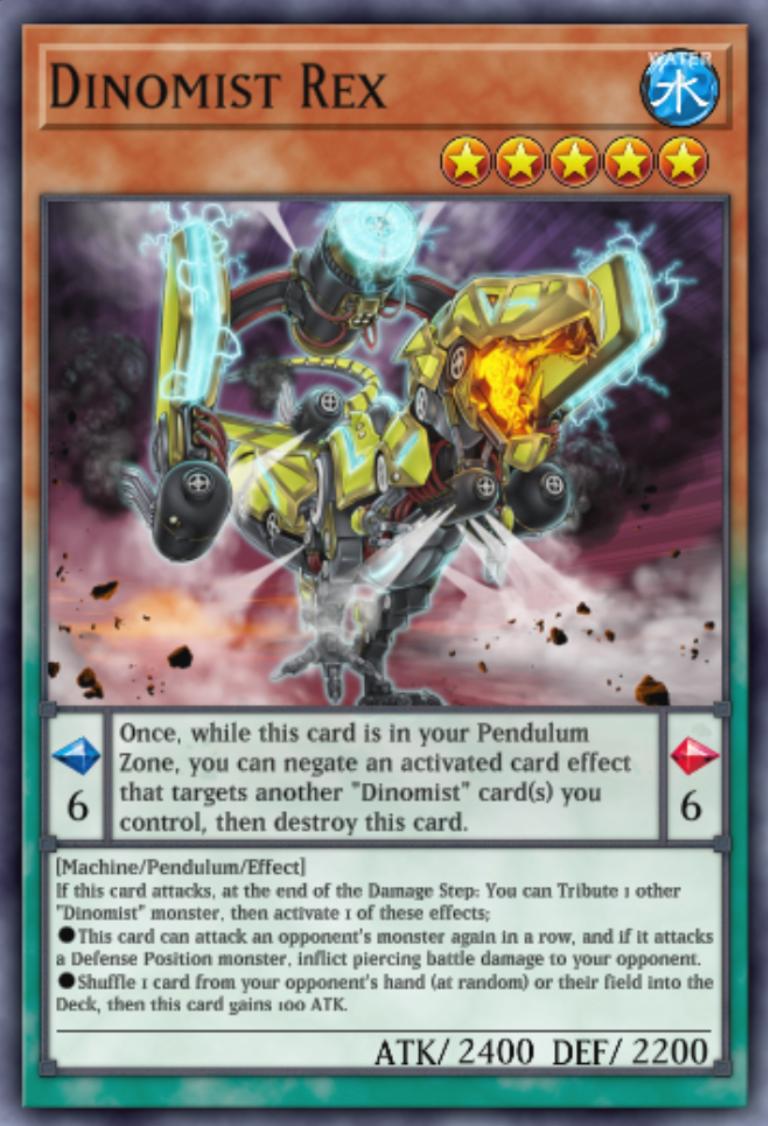 Dinomist Rex
WATER
水
Once, while this card is in your Pendulum
Zone, you can negate an activated card effect
that targets another "Dinomist" card(s) you
control, then destroy this card.
6
6
[Machine/Pendulum/Effect]
If this card attacks, at the end of the Damage Step: You can Tribute 1 other
"Dinomist" monster, then activate 1 of these effects;
●This card can attack an opponent's monster again in a row, and if it attacks
a Defense Position monster, inflict piercing battle damage to your opponent.
●Shuffle 1 card from your opponent's hand (at random) or their field into the
Deck, then this card gains 100 ATK.
ATK/ 2400 DEF/ 2200